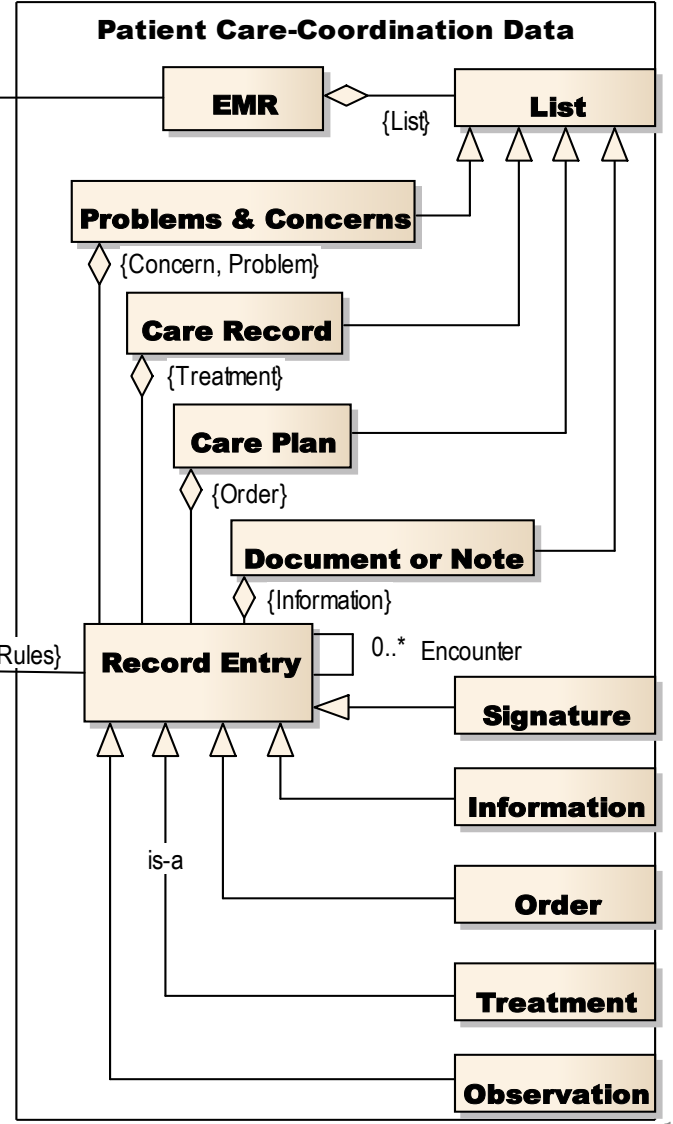 Patient Care-Coordination Data
EMR
{List}
List
Problems & Concerns
{Concern, Problem}
Care Record
{Treatment}
Care Plan
{Order}
Document or Note
{Information}
Rules}
Record Entry
0..* Encounter
Signature
Information
is-a
Order
Treatment
Observation